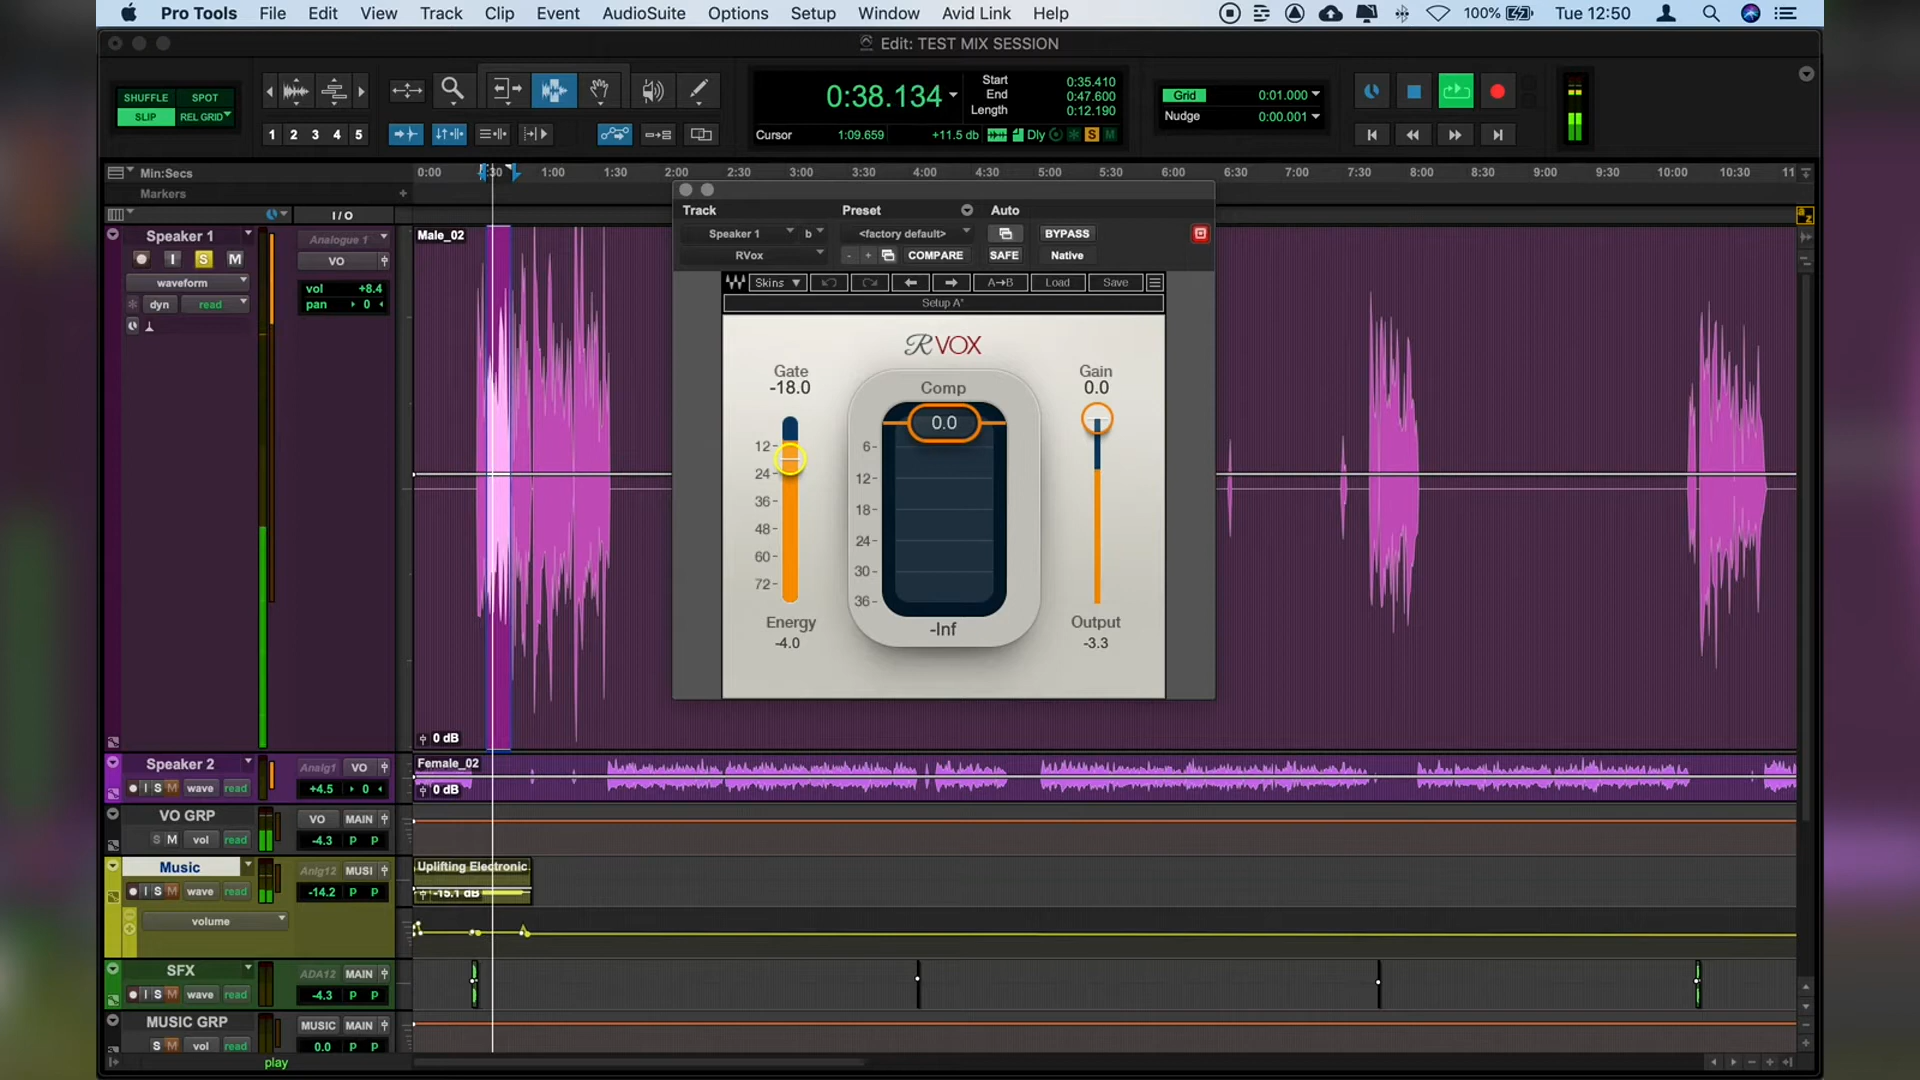 Pro Tools File Edit View Track Clip Event AudioSuite Options Setup Window Avid Link Help 100% Tue 12:50
Edit: TEST MIX SESSION
SHUFFLE SPOT
SLIP REL GRID
1 2 3 4 5
0:38.134
Start 0:35.410
End 0:47.600
Length 0:12.190
Cursor 1:09.659 +11.5 db Dly S M
Grid 0:01.000
Nudge 0:00.001
Min:Secs 0:00 0:30 1:00 1:30 2:00 2:30 3:00 3:30 4:00 4:30 5:00 5:30 6:00 6:30 7:00 7:30 8:00 8:30 9:00 9:30 10:00 10:30 11
Markers
I/O
Speaker 1
I S M
waveform
dyn read
Analogue 1
VO
vol +8.4
pan 0
Male_02
0 dB
Track Preset Auto
Speaker 1 b <factory default> BYPASS
RVox - + COMPARE SAFE Native
Skins A→B Load Save
Setup A*
RVOX
Gate
-18.0
12
24
36
48
60
72
Energy
-4.0
Comp
0.0
6
12
18
24
30
36
-Inf
Gain
0.0
Output
-3.3
Speaker 2
I S M wave read
Analg1 VO
+4.5 0
Female_02
0 dB
VO GRP
S M vol read
VO MAIN
-4.3 P P
Music
I S M wave read
Anlg12 MUSI
-14.2 P P
volume
Uplifting Electronic
-15.1 dB
SFX
I S M wave read
ADA12 MAIN
-4.3 P P
MUSIC GRP
S M vol read
MUSIC MAIN
0.0 P P
play